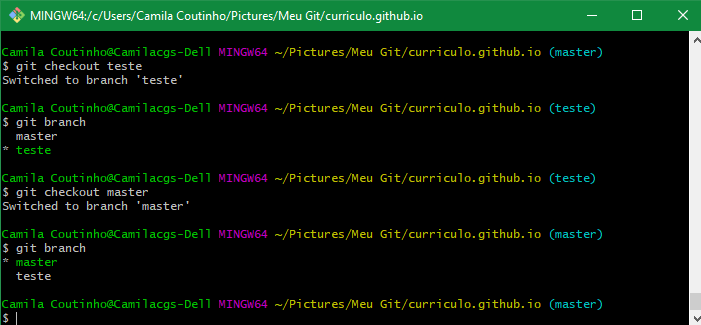 MINGW64:/c/Users/Camila Coutinho/Pictures/Meu Git/curriculo.github.io
Camila Coutinho@Camilacgs-Dell MINGW64 ~/Pictures/Meu Git/curriculo.github.io (master)
$ git checkout teste
Switched to branch 'teste'
Camila Coutinho@Camilacgs-Dell MINGW64 ~/Pictures/Meu Git/curriculo.github.io (teste)
$ git branch
  master
* teste
Camila Coutinho@Camilacgs-Dell MINGW64 ~/Pictures/Meu Git/curriculo.github.io (teste)
$ git checkout master
Switched to branch 'master'
Camila Coutinho@Camilacgs-Dell MINGW64 ~/Pictures/Meu Git/curriculo.github.io (master)
$ git branch
* master
  teste
Camila Coutinho@Camilacgs-Dell MINGW64 ~/Pictures/Meu Git/curriculo.github.io (master)
$